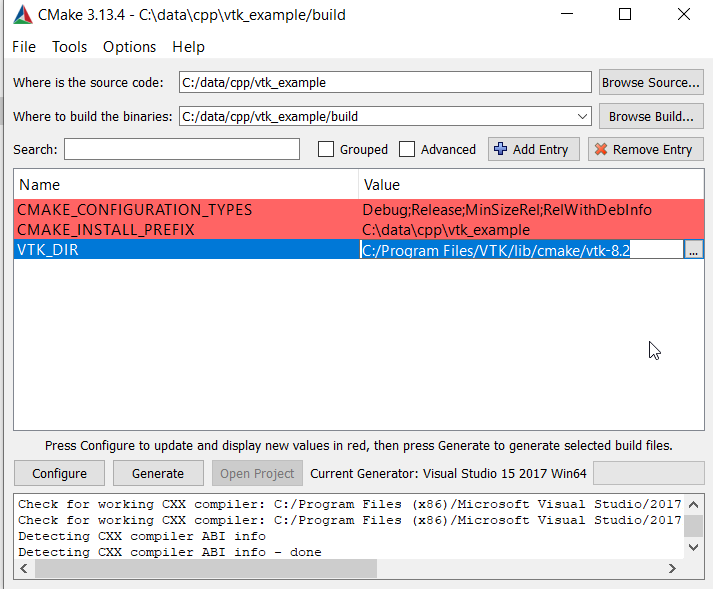 CMake 3.13.4 - C:\data\cpp\vtk_example/build
File Tools Options Help
Where is the source code: C:/data/cpp/vtk_example Browse Source...
Where to build the binaries: C:/data/cpp/vtk_example/build Browse Build...
Search: Grouped Advanced Add Entry Remove Entry
Name Value
CMAKE_CONFIGURATION_TYPES Debug;Release;MinSizeRel;RelWithDebInfo
CMAKE_INSTALL_PREFIX C:\data\cpp\vtk_example
VTK_DIR C:/Program Files/VTK/lib/cmake/vtk-8.2 ...
Press Configure to update and display new values in red, then press Generate to generate selected build files.
Configure Generate Open Project Current Generator: Visual Studio 15 2017 Win64
Check for working CXX compiler: C:/Program Files (x86)/Microsoft Visual Studio/2017
Check for working CXX compiler: C:/Program Files (x86)/Microsoft Visual Studio/2017
Detecting CXX compiler ABI info
Detecting CXX compiler ABI info - done